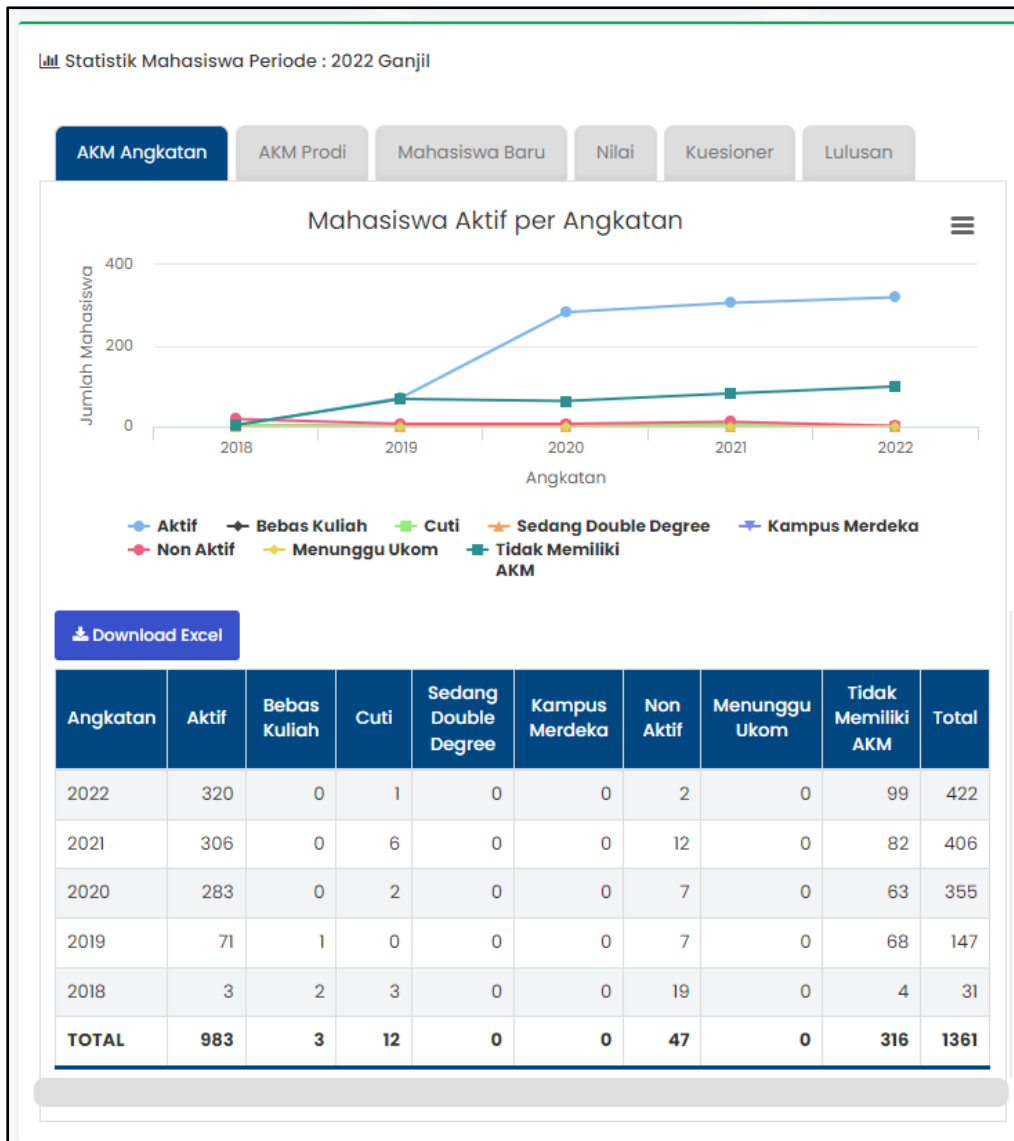 Statistik Mahasiswa Periode : 2022 Ganjil
AKM Angkatan AKM Prodi Mahasiswa Baru Nilai Kuesioner Lulusan
Mahasiswa Aktif per Angkatan
Jumlah Mahasiswa
400
200
0
2018 2019 2020 2021 2022
Angkatan
Aktif Bebas Kuliah Cuti Sedang Double Degree Kampus Merdeka
Non Aktif Menunggu Ukom Tidak Memiliki
AKM
Download Excel
Angkatan Aktif Bebas Kuliah Cuti Sedang Double Degree Kampus Merdeka Non Aktif Menunggu Ukom Tidak Memiliki AKM Total
2022 320 0 1 0 0 2 0 99 422
2021 306 0 6 0 0 12 0 82 406
2020 283 0 2 0 0 7 0 63 355
2019 71 1 0 0 0 7 0 68 147
2018 3 2 3 0 0 19 0 4 31
TOTAL 983 3 12 0 0 47 0 316 1361